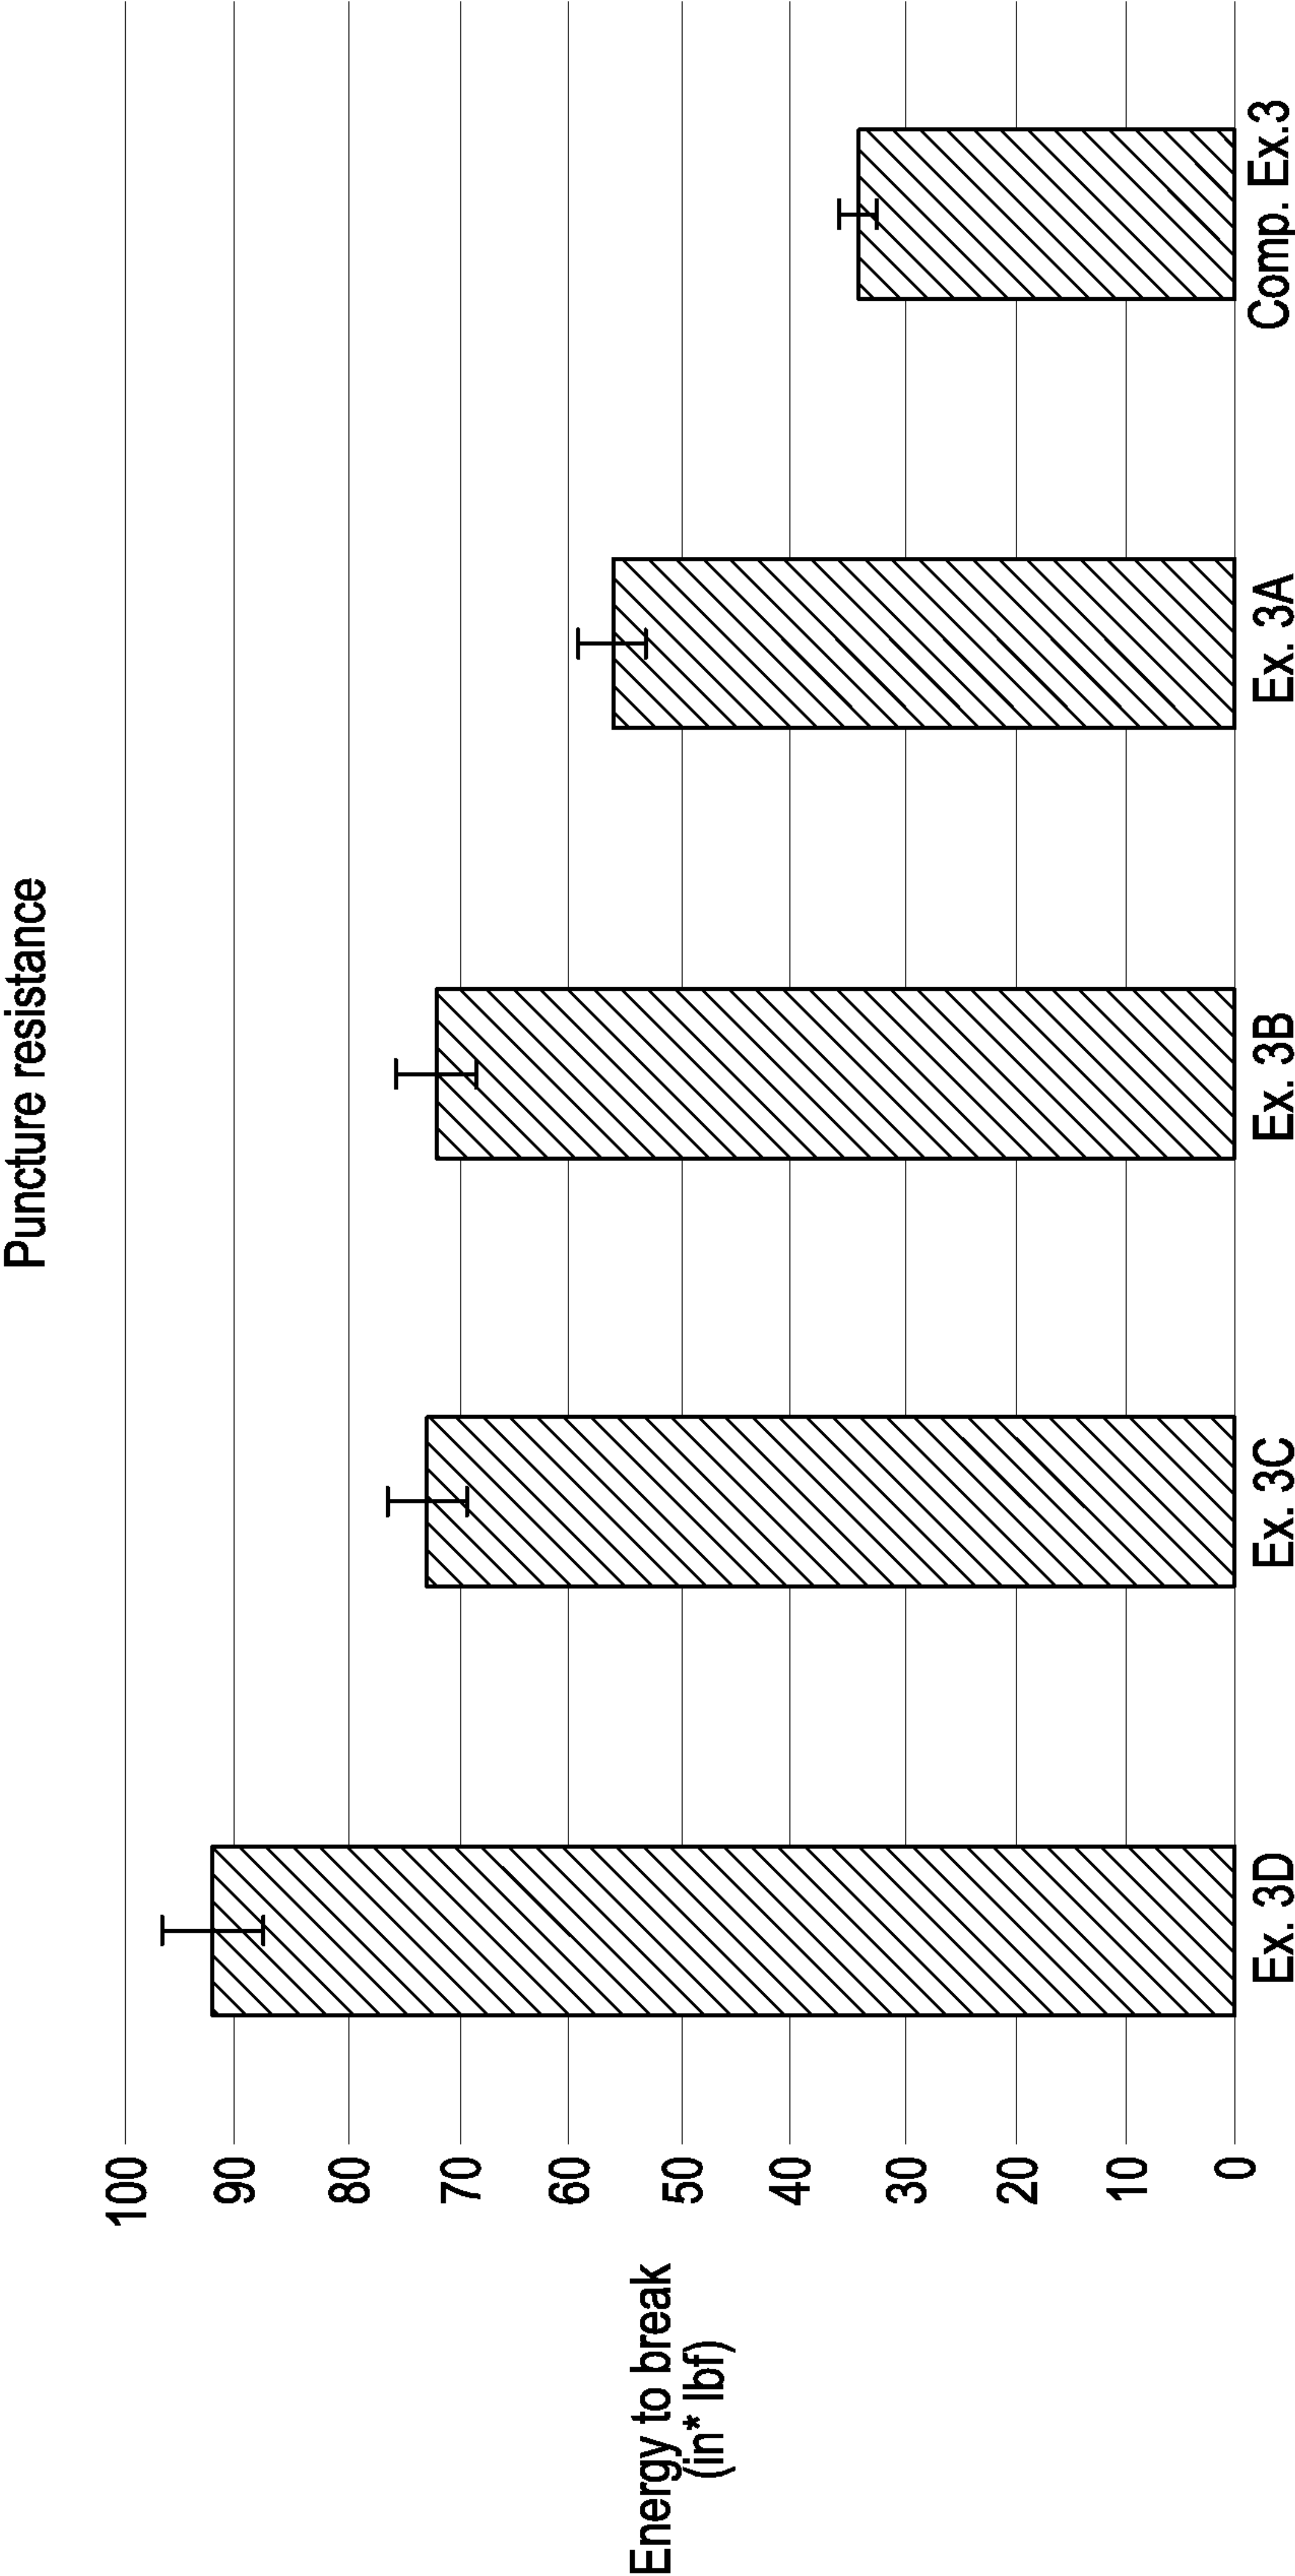 Puncture resistance
Energy to break
(in* lbf)
100
90
80
70
60
50
40
30
20
10
0
Ex. 3D
Ex. 3C
Ex. 3B
Ex. 3A
Comp. Ex.3